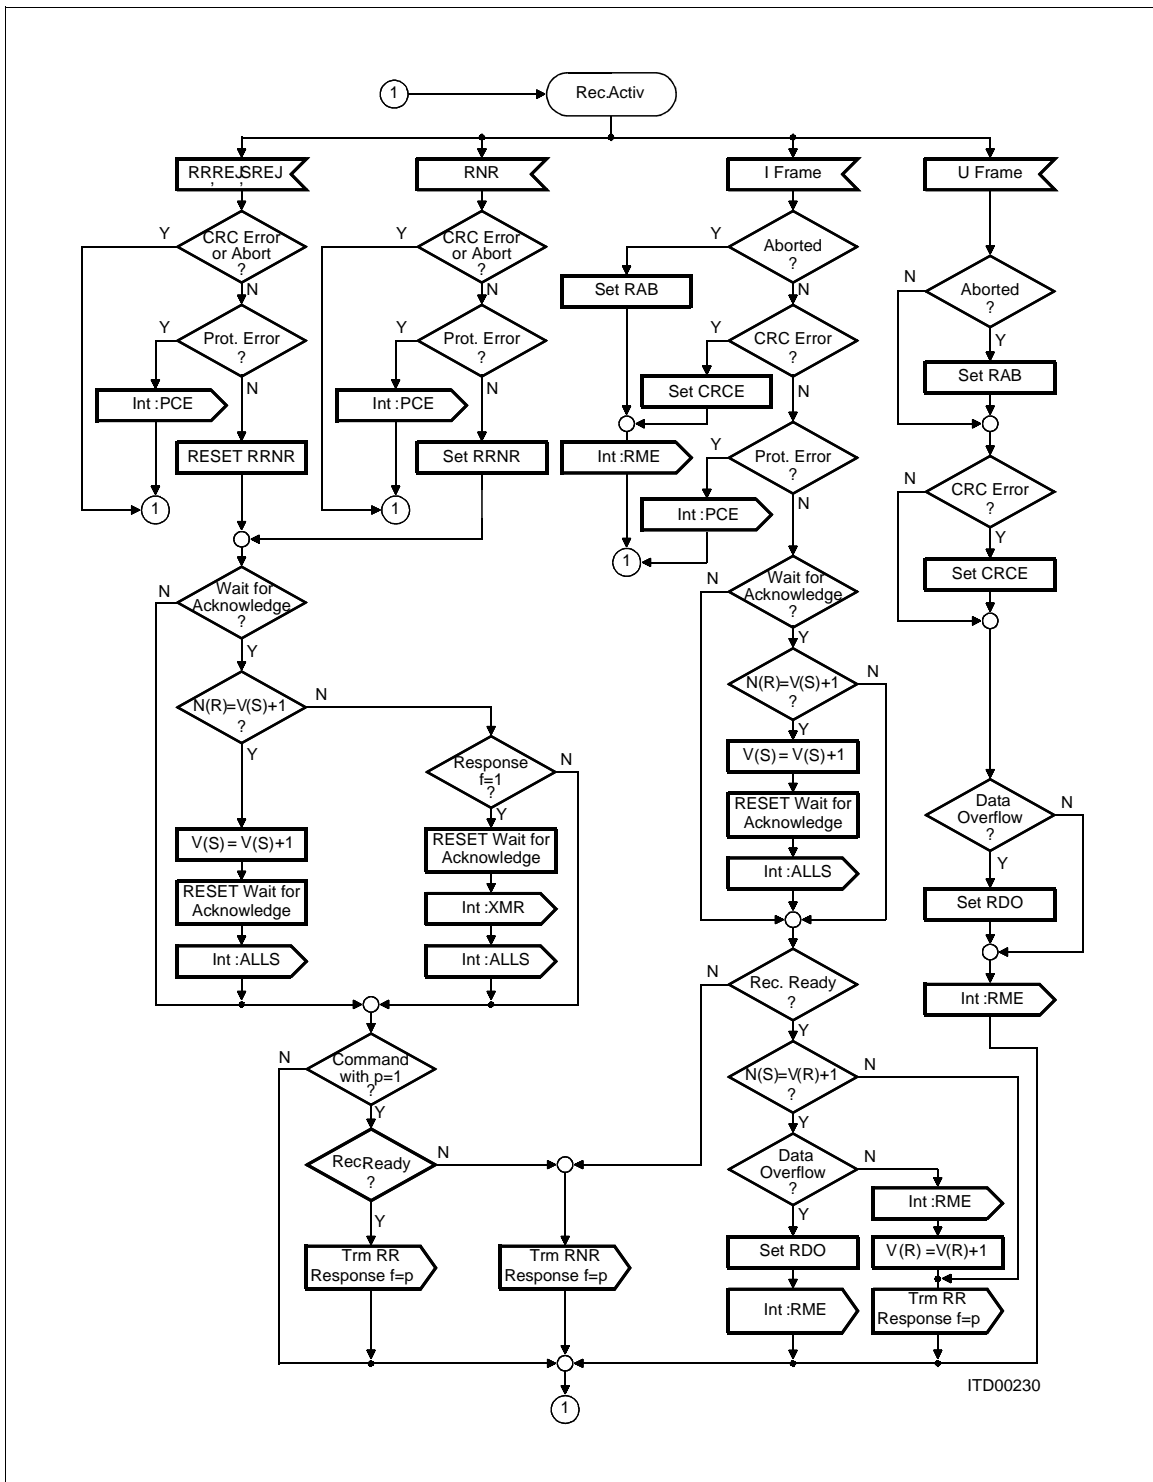 1
Rec.Activ
RR,REJ,SREJ
RNR
I Frame
U Frame
Y
CRC Error
or Abort
?
N
Y
CRC Error
or Abort
?
N
Y
Aborted
?
N
Set RAB
N
Aborted
?
Y
Set RAB
Y
Prot. Error
?
N
Int :PCE
RESET RRNR
1
Y
Prot. Error
?
N
Int :PCE
Set RRNR
1
Y
CRC Error
?
N
Set CRCE
Int :RME
Y
Prot. Error
?
N
Int :PCE
1
N
CRC Error
?
Y
Set CRCE
N
Wait for
Acknowledge
?
Y
N(R)=V(S)+1
?
N
Y
Response
f=1
?
N
Y
V(S) = V(S)+1
RESET Wait for
Acknowledge
Int :ALLS
RESET Wait for
Acknowledge
Int :XMR
Int :ALLS
N
Wait for
Acknowledge
?
Y
N(R)=V(S)+1
?
N
Y
V(S) = V(S)+1
RESET Wait for
Acknowledge
Int :ALLS
Data
Overflow
?
N
Y
Set RDO
Int :RME
N
Command
with p=1
?
Y
RecReady
?
N
Y
Trm RR
Response f=p
Trm RNR
Response f=p
N
Rec. Ready
?
Y
N(S)=V(R)+1
?
N
Y
Data
Overflow
?
N
Y
Set RDO
Int :RME
Int :RME
V(R) =V(R)+1
Trm RR
Response f=p
1
ITD00230